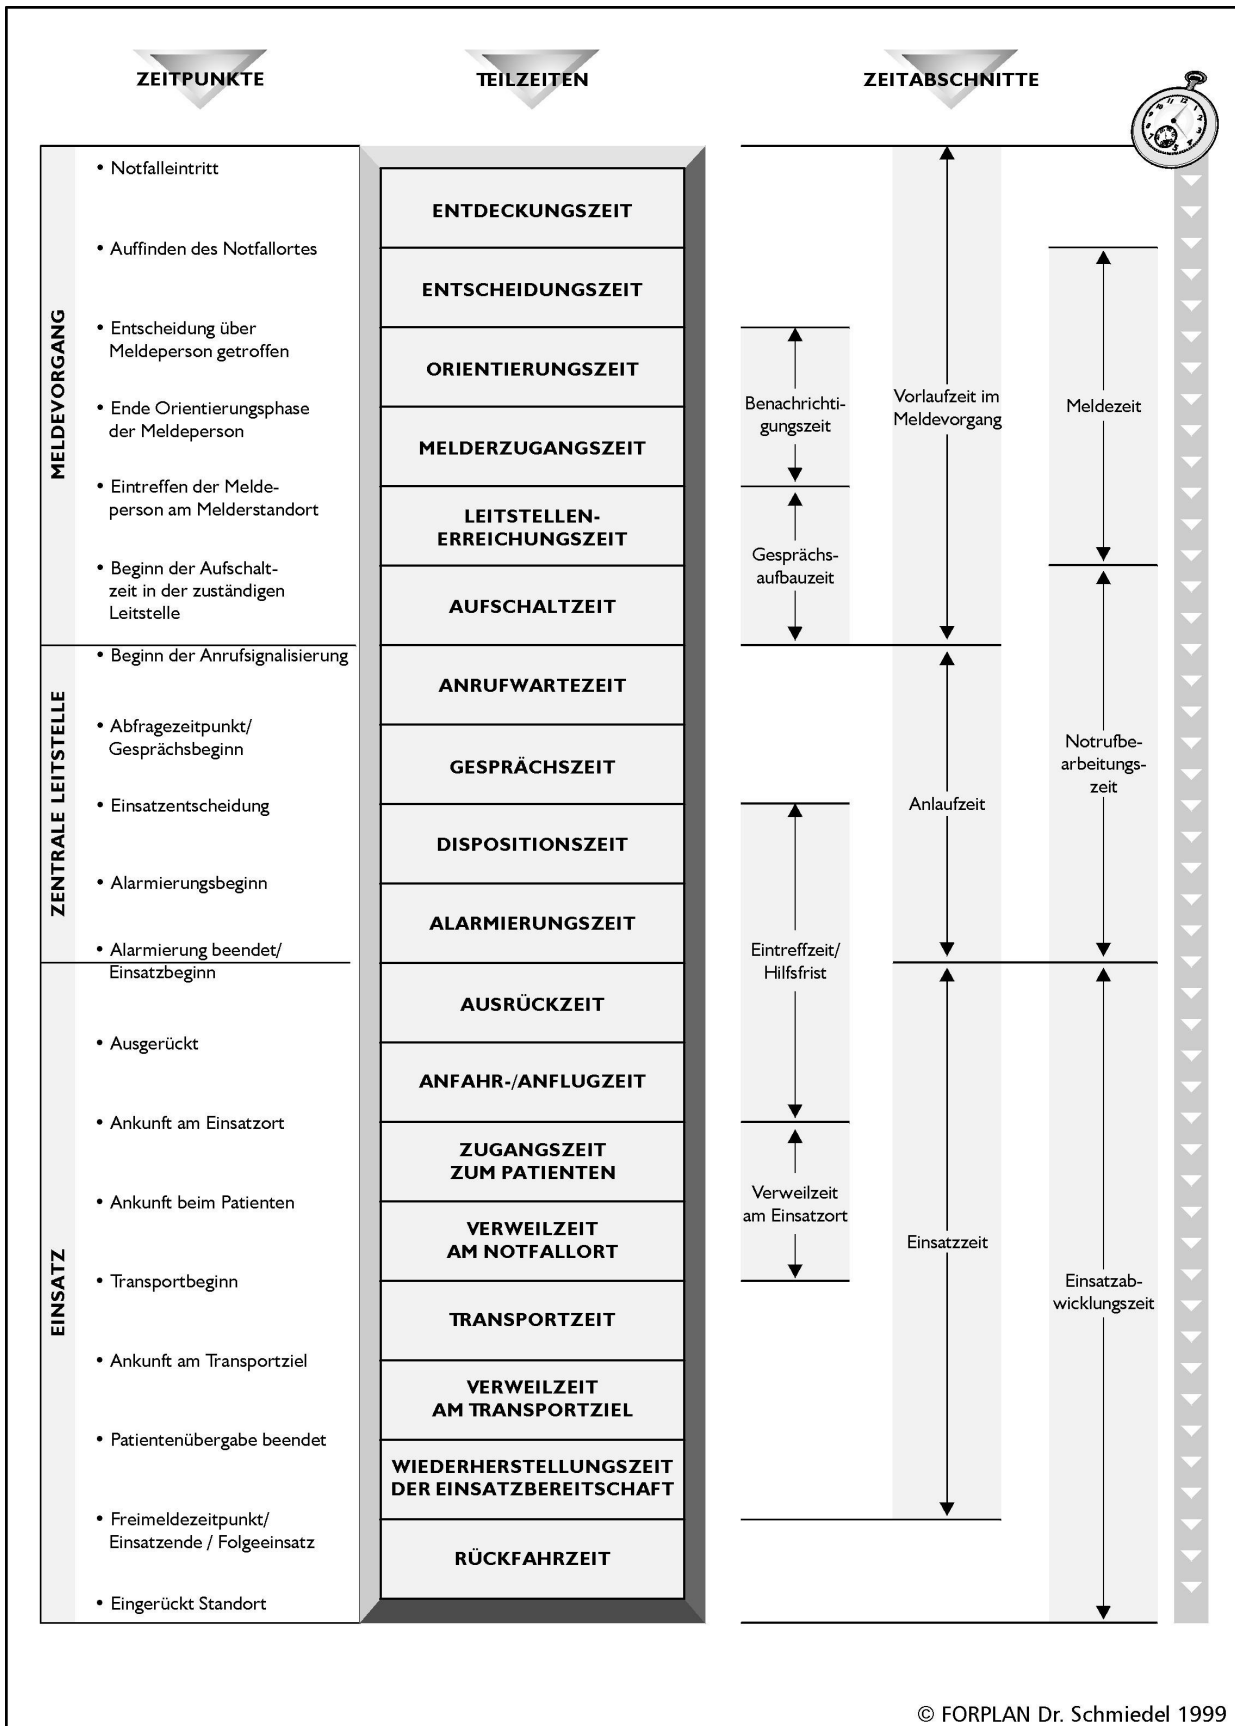 ZEITPUNKTE
TEILZEITEN
ZEITABSCHNITTE
MELDEVORGANG
• Notfalleintritt
• Auffinden des Notfallortes
• Entscheidung über
Meldeperson getroffen
• Ende Orientierungsphase
der Meldeperson
• Eintreffen der Melde-
person am Melderstandort
• Beginn der Aufschalt-
zeit in der zuständigen
Leitstelle
ZENTRALE LEITSTELLE
• Beginn der Anrufsignalisierung
• Abfragezeitpunkt/
Gesprächsbeginn
• Einsatzentscheidung
• Alarmierungsbeginn
• Alarmierung beendet/
Einsatzbeginn
EINSATZ
• Ausgerückt
• Ankunft am Einsatzort
• Ankunft beim Patienten
• Transportbeginn
• Ankunft am Transportziel
• Patientenübergabe beendet
• Freimeldezeitpunkt/
Einsatzende / Folgeeinsatz
• Eingerückt Standort
ENTDECKUNGSZEIT
ENTSCHEIDUNGSZEIT
ORIENTIERUNGSZEIT
MELDERZUGANGSZEIT
LEITSTELLEN-
ERREICHUNGSZEIT
AUFSCHALTZEIT
ANRUFWARTEZEIT
GESPRÄCHSZEIT
DISPOSITIONSZEIT
ALARMIERUNGSZEIT
AUSRÜCKZEIT
ANFAHR-/ANFLUGZEIT
ZUGANGSZEIT
ZUM PATIENTEN
VERWEILZEIT
AM NOTFALLORT
TRANSPORTZEIT
VERWEILZEIT
AM TRANSPORTZIEL
WIEDERHERSTELLUNGSZEIT
DER EINSATZBEREITSCHAFT
RÜCKFAHRZEIT
Benachrichti-
gungszeit
Gesprächs-
aufbauzeit
Eintreffzeit/
Hilfsfrist
Verweilzeit
am Einsatzort
Vorlaufzeit im
Meldevorgang
Anlaufzeit
Einsatzzeit
Meldezeit
Notrufbe-
arbeitungs-
zeit
Einsatzab-
wicklungszeit
© FORPLAN Dr. Schmiedel 1999